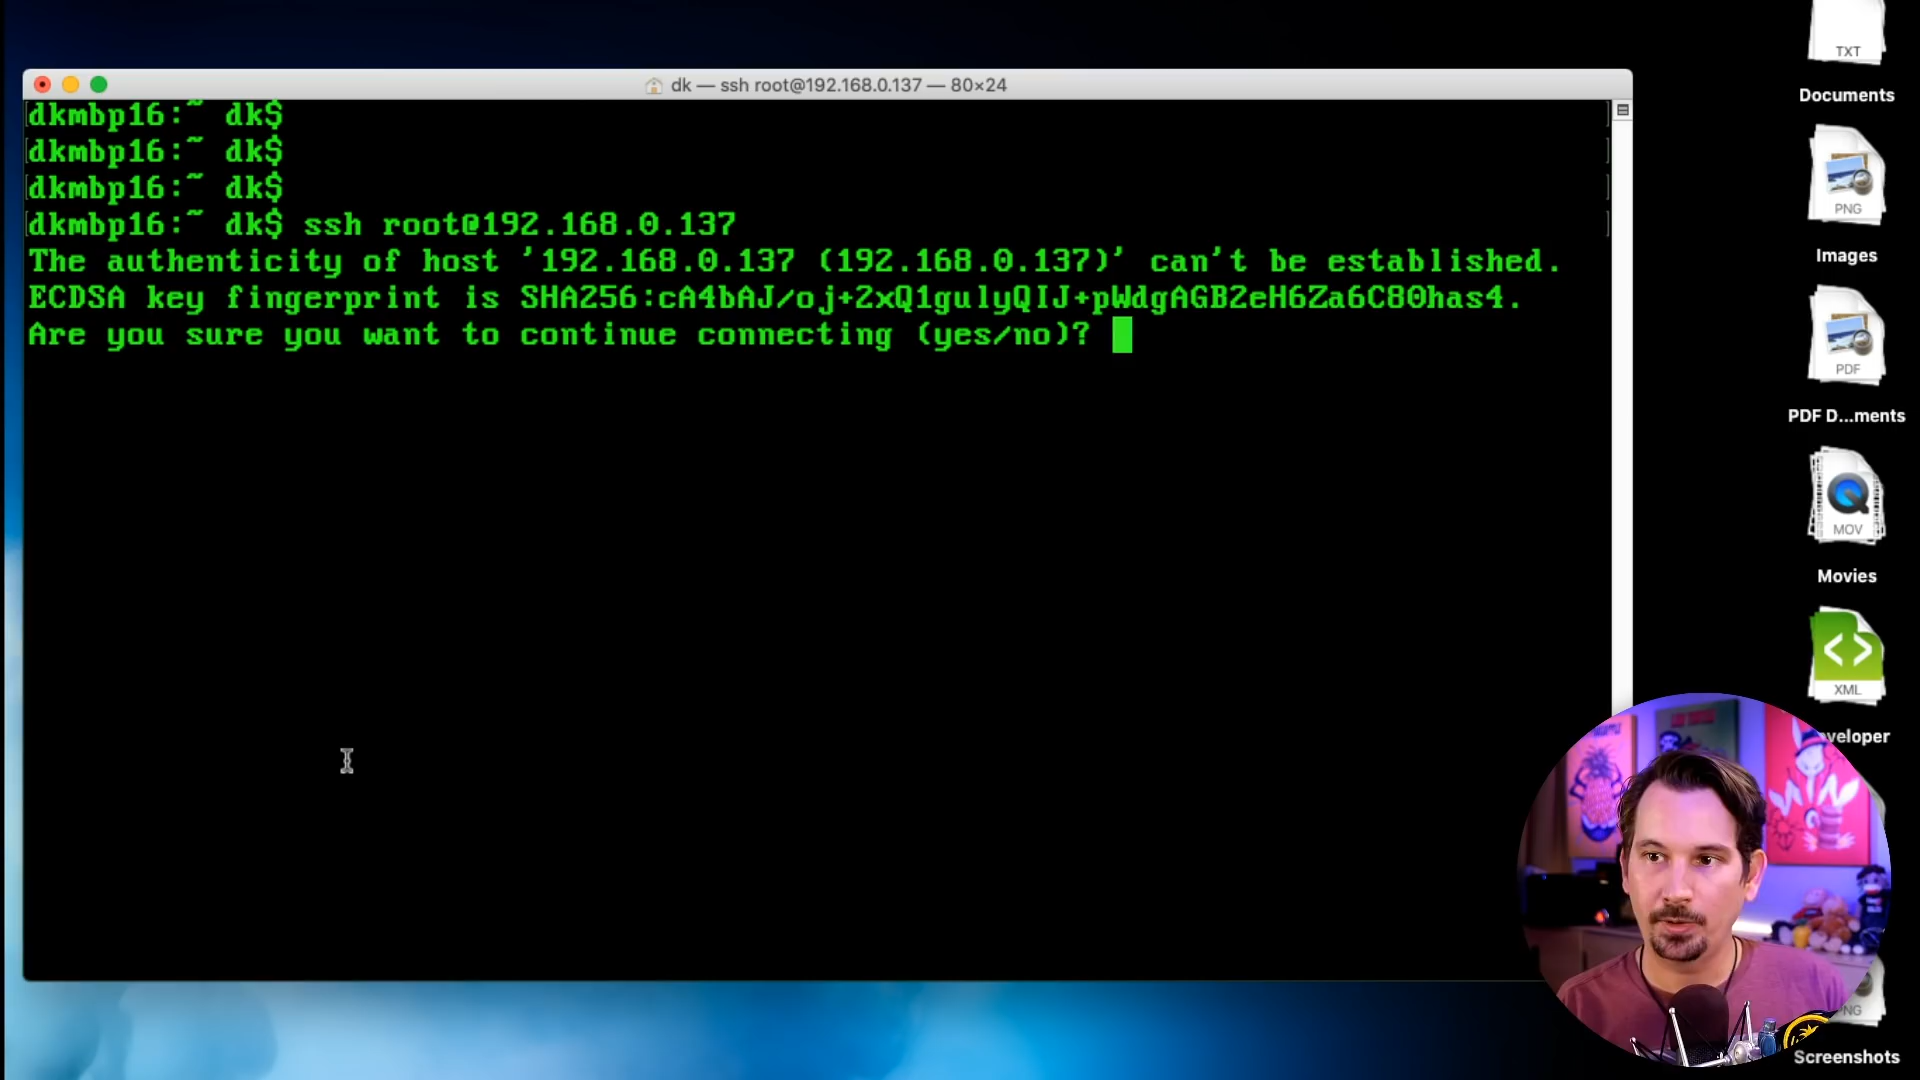 dk — ssh root@192.168.0.137 — 80×24
dkmbp16:~ dk$
dkmbp16:~ dk$
dkmbp16:~ dk$
dkmbp16:~ dk$ ssh root@192.168.0.137
The authenticity of host '192.168.0.137 (192.168.0.137)' can't be established.
ECDSA key fingerprint is SHA256:cA4bAJ/oj+2xQ1gulyQIJ+pWdgAGB2eH6Za6C80has4.
Are you sure you want to continue connecting (yes/no)?
TXT
Documents
PNG
Images
PDF
PDF D...ments
MOV
Movies
XML
veloper
NG
Screenshots